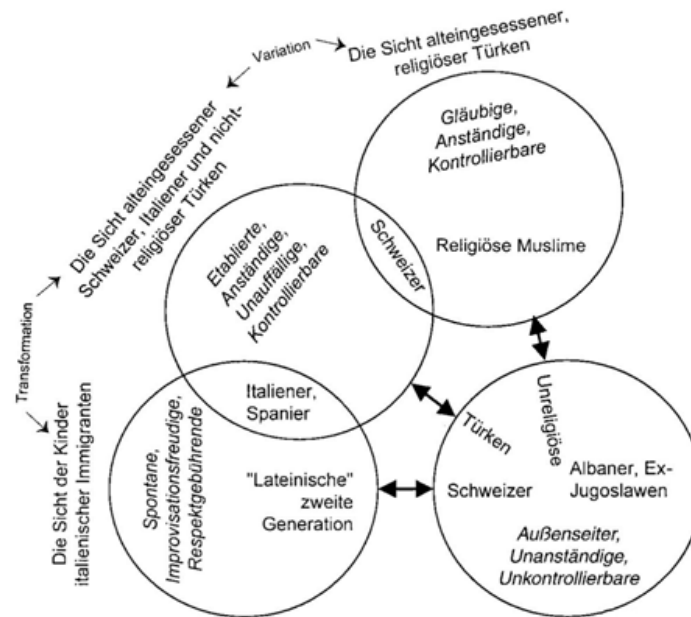 Variation
Die Sicht alteingesessener,
religiöser Türken
Die Sicht alteingesessener
Schweizer, Italiener und nicht-
religiöser Türken
Transformation
Die Sicht der Kinder
italienischer Immigranten
Gläubige,
Anständige,
Kontrollierbare
Religiöse Muslime
Schweizer
Etablierte,
Anständige,
Unauffällige,
Kontrollierbare
Italiener,
Spanier
Spontane,
Improvisationsfreudige,
Respektgebührende
"Lateinische"
zweite
Generation
Türken
Unreligiöse
Schweizer
Albaner, Ex-
Jugoslawen
Außenseiter,
Unanständige,
Unkontrollierbare